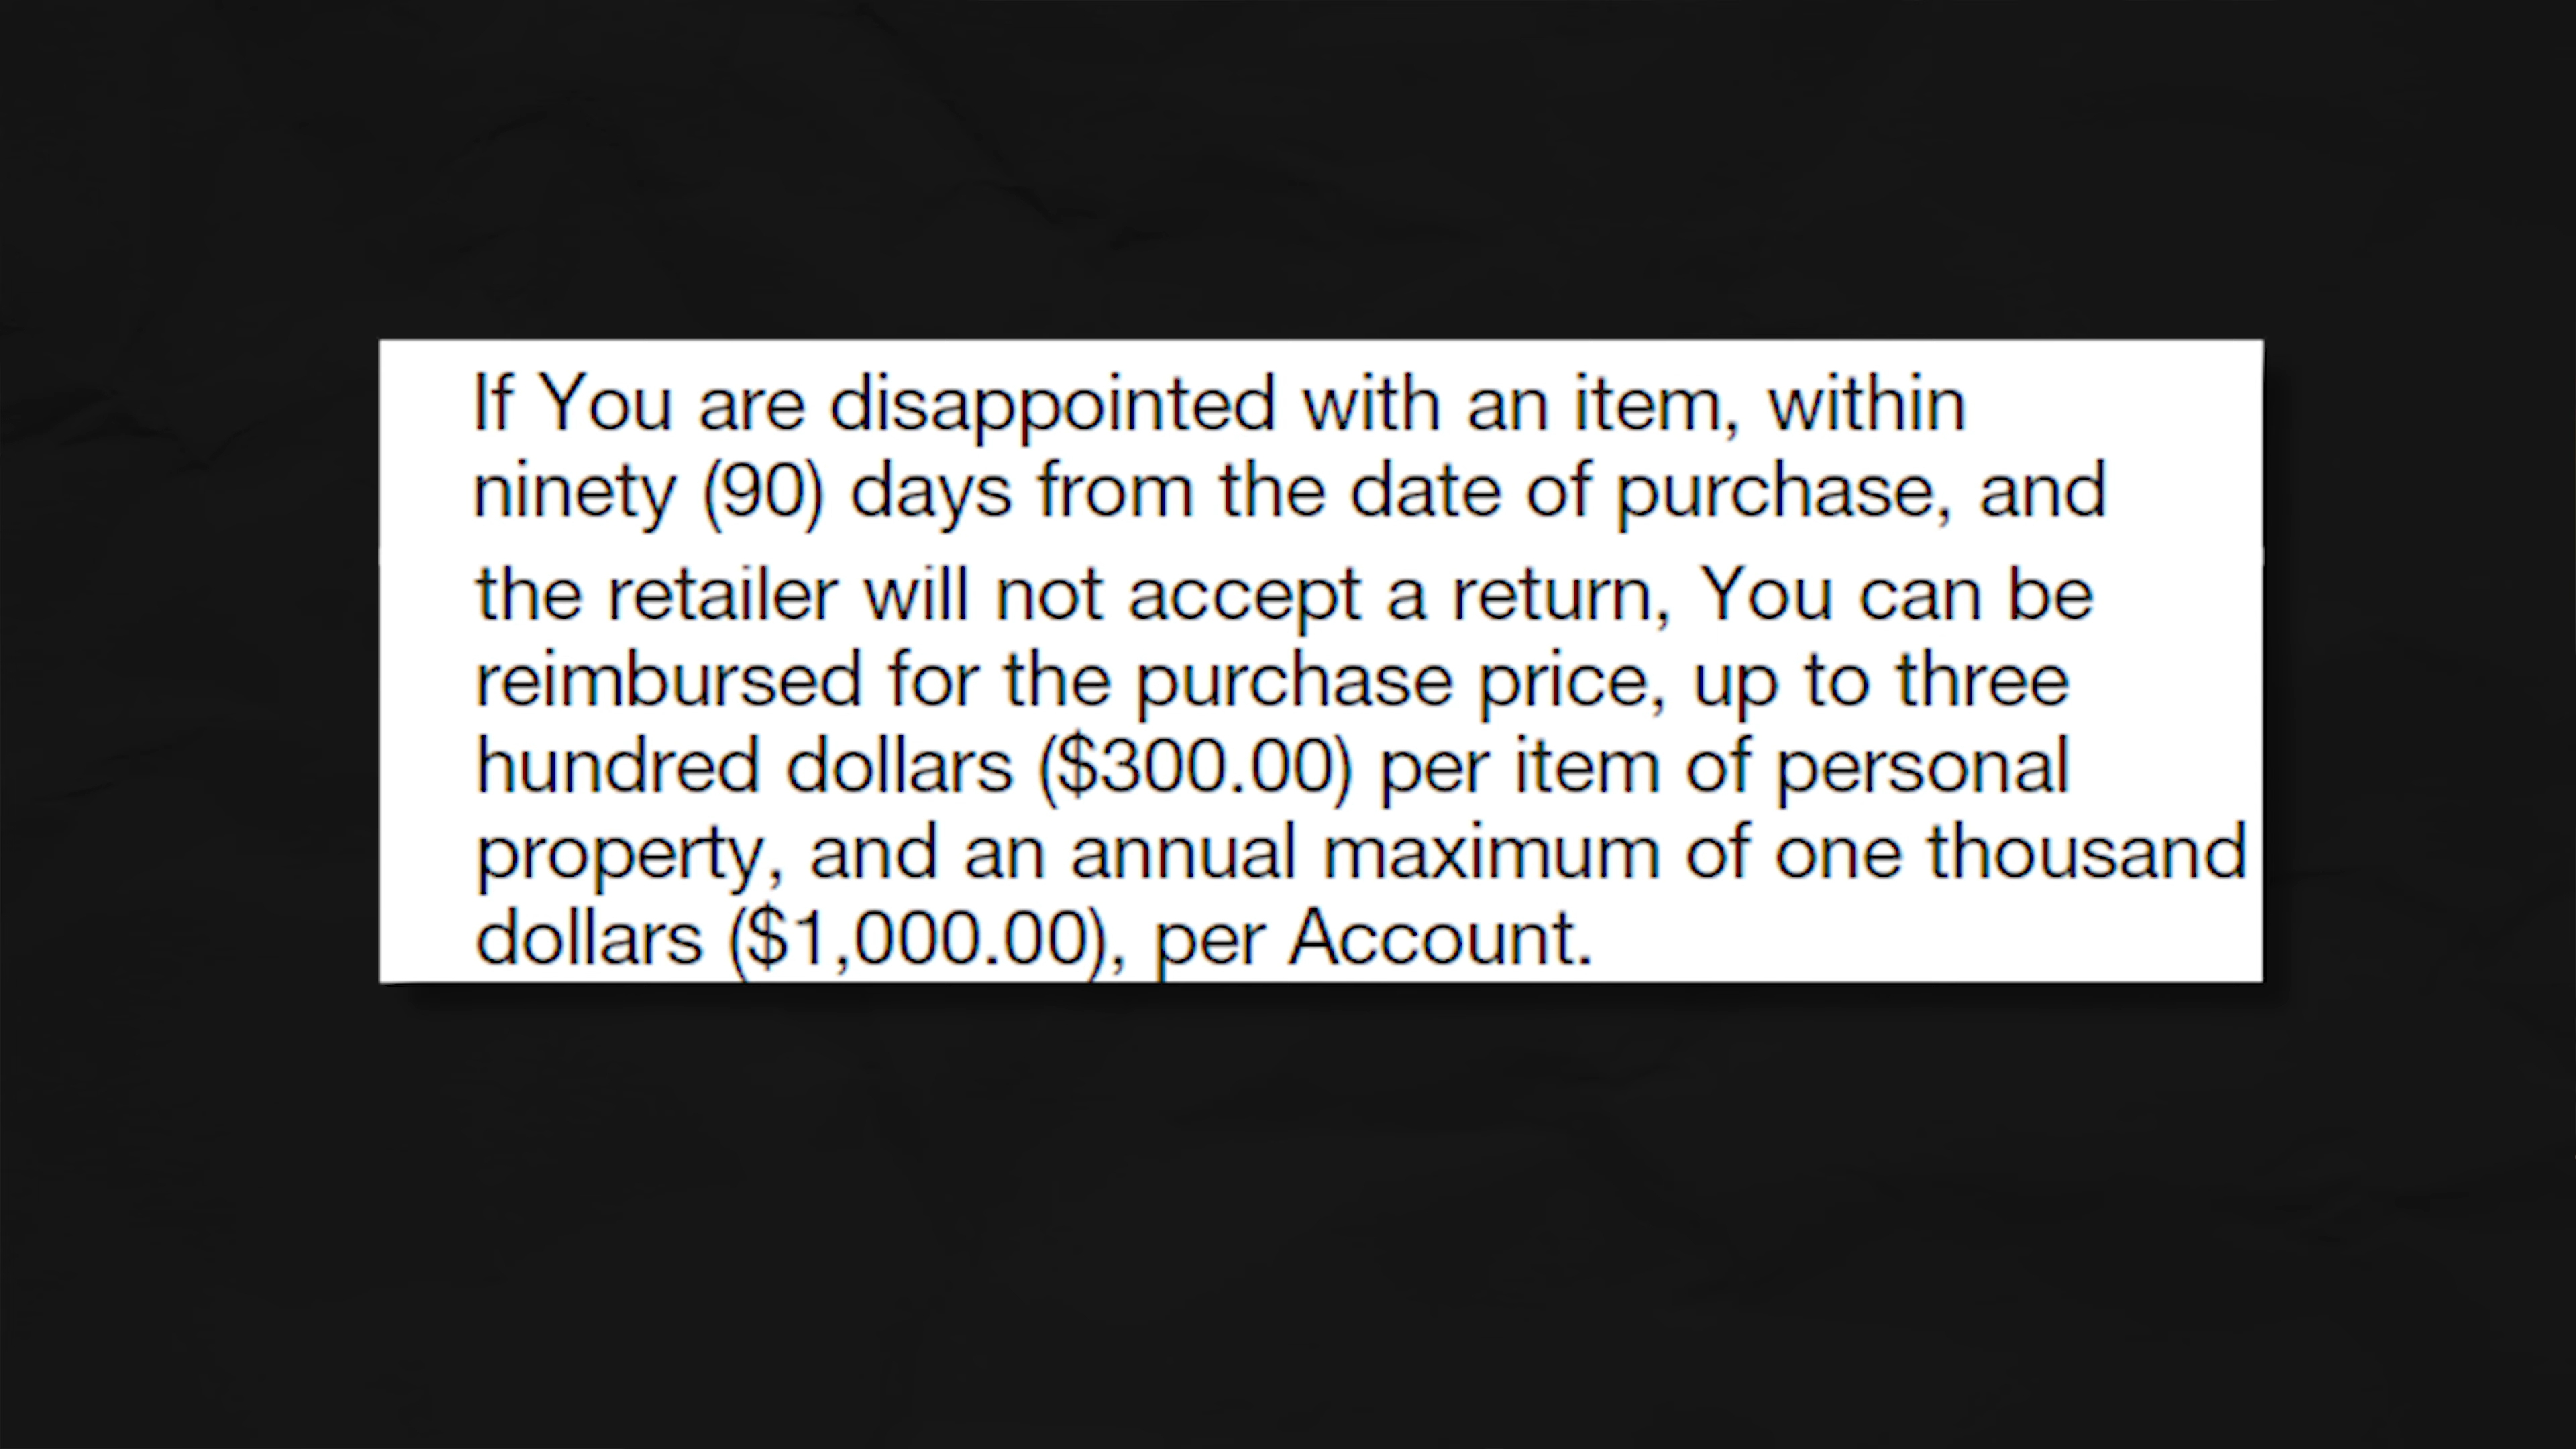 If You are disappointed with an item, within
ninety (90) days from the date of purchase, and
the retailer will not accept a return, You can be
reimbursed for the purchase price, up to three
hundred dollars ($300.00) per item of personal
property, and an annual maximum of one thousand
dollars ($1,000.00), per Account.